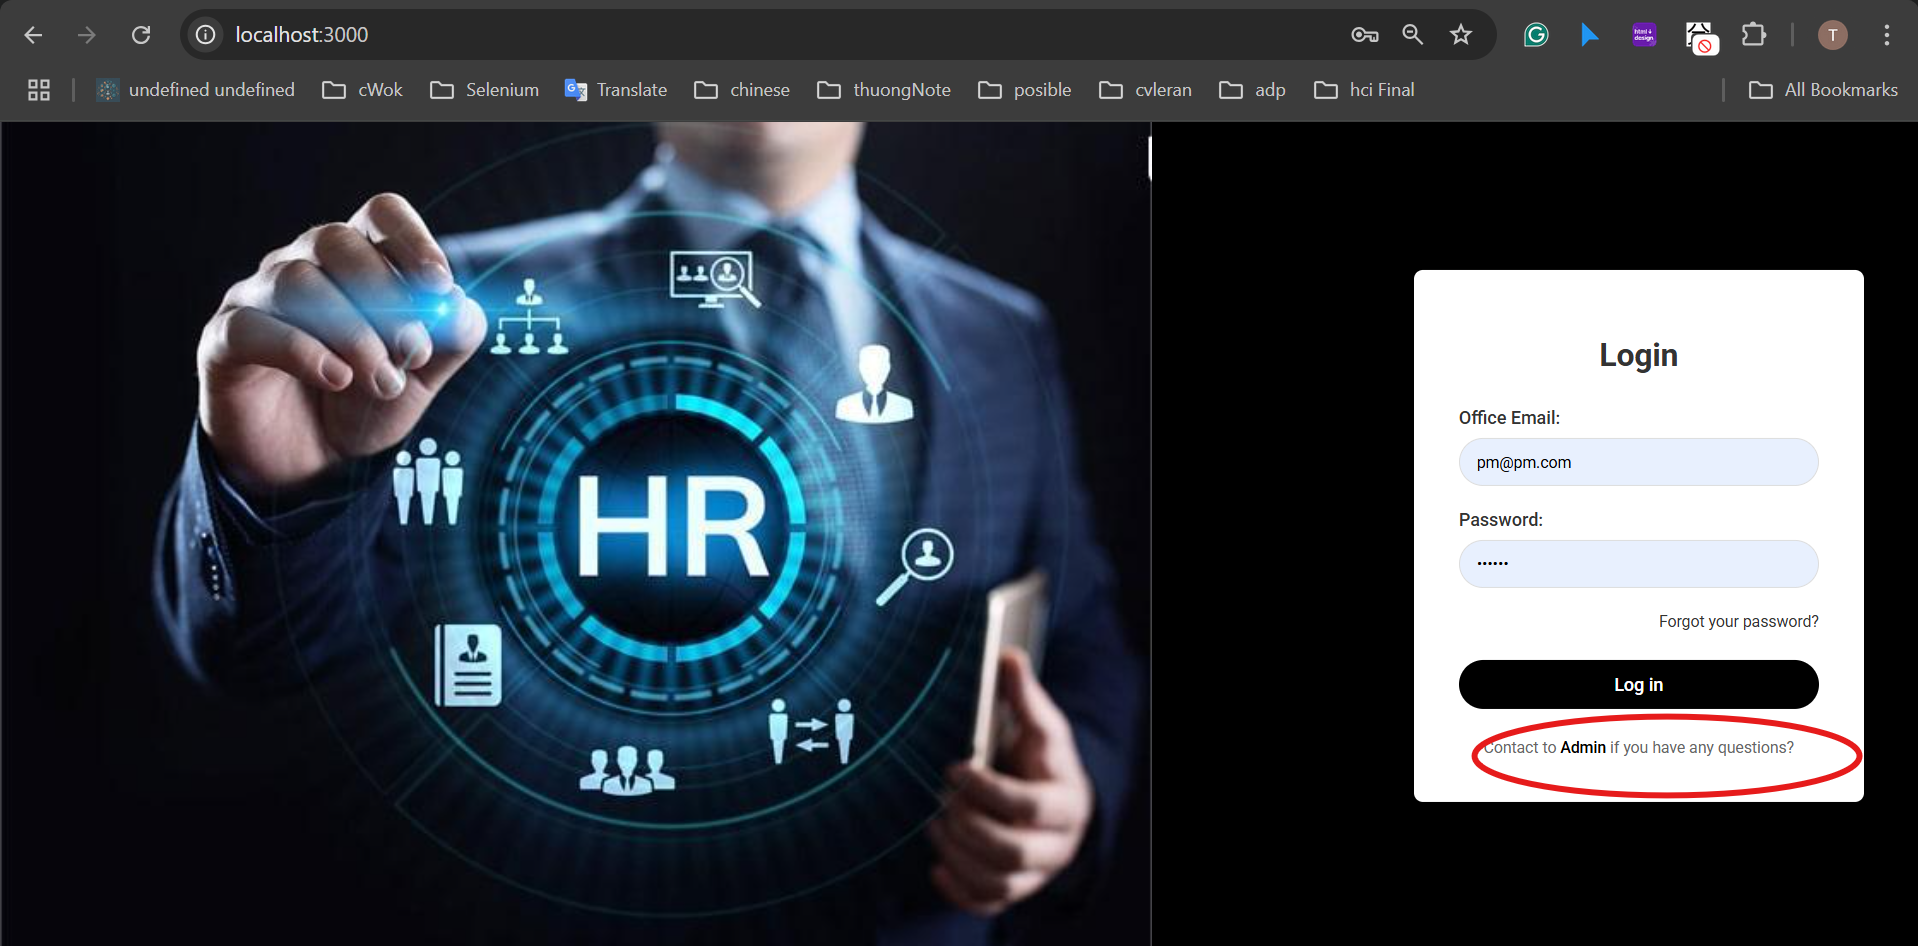 localhost:3000
T
undefined undefined
cWok
Selenium
Translate
chinese
thuongNote
posible
cvleran
adp
hci Final
All Bookmarks
HR
Login
Office Email:
pm@pm.com
Password:
••••••
Forgot your password?
Log in
Contact to Admin if you have any questions?